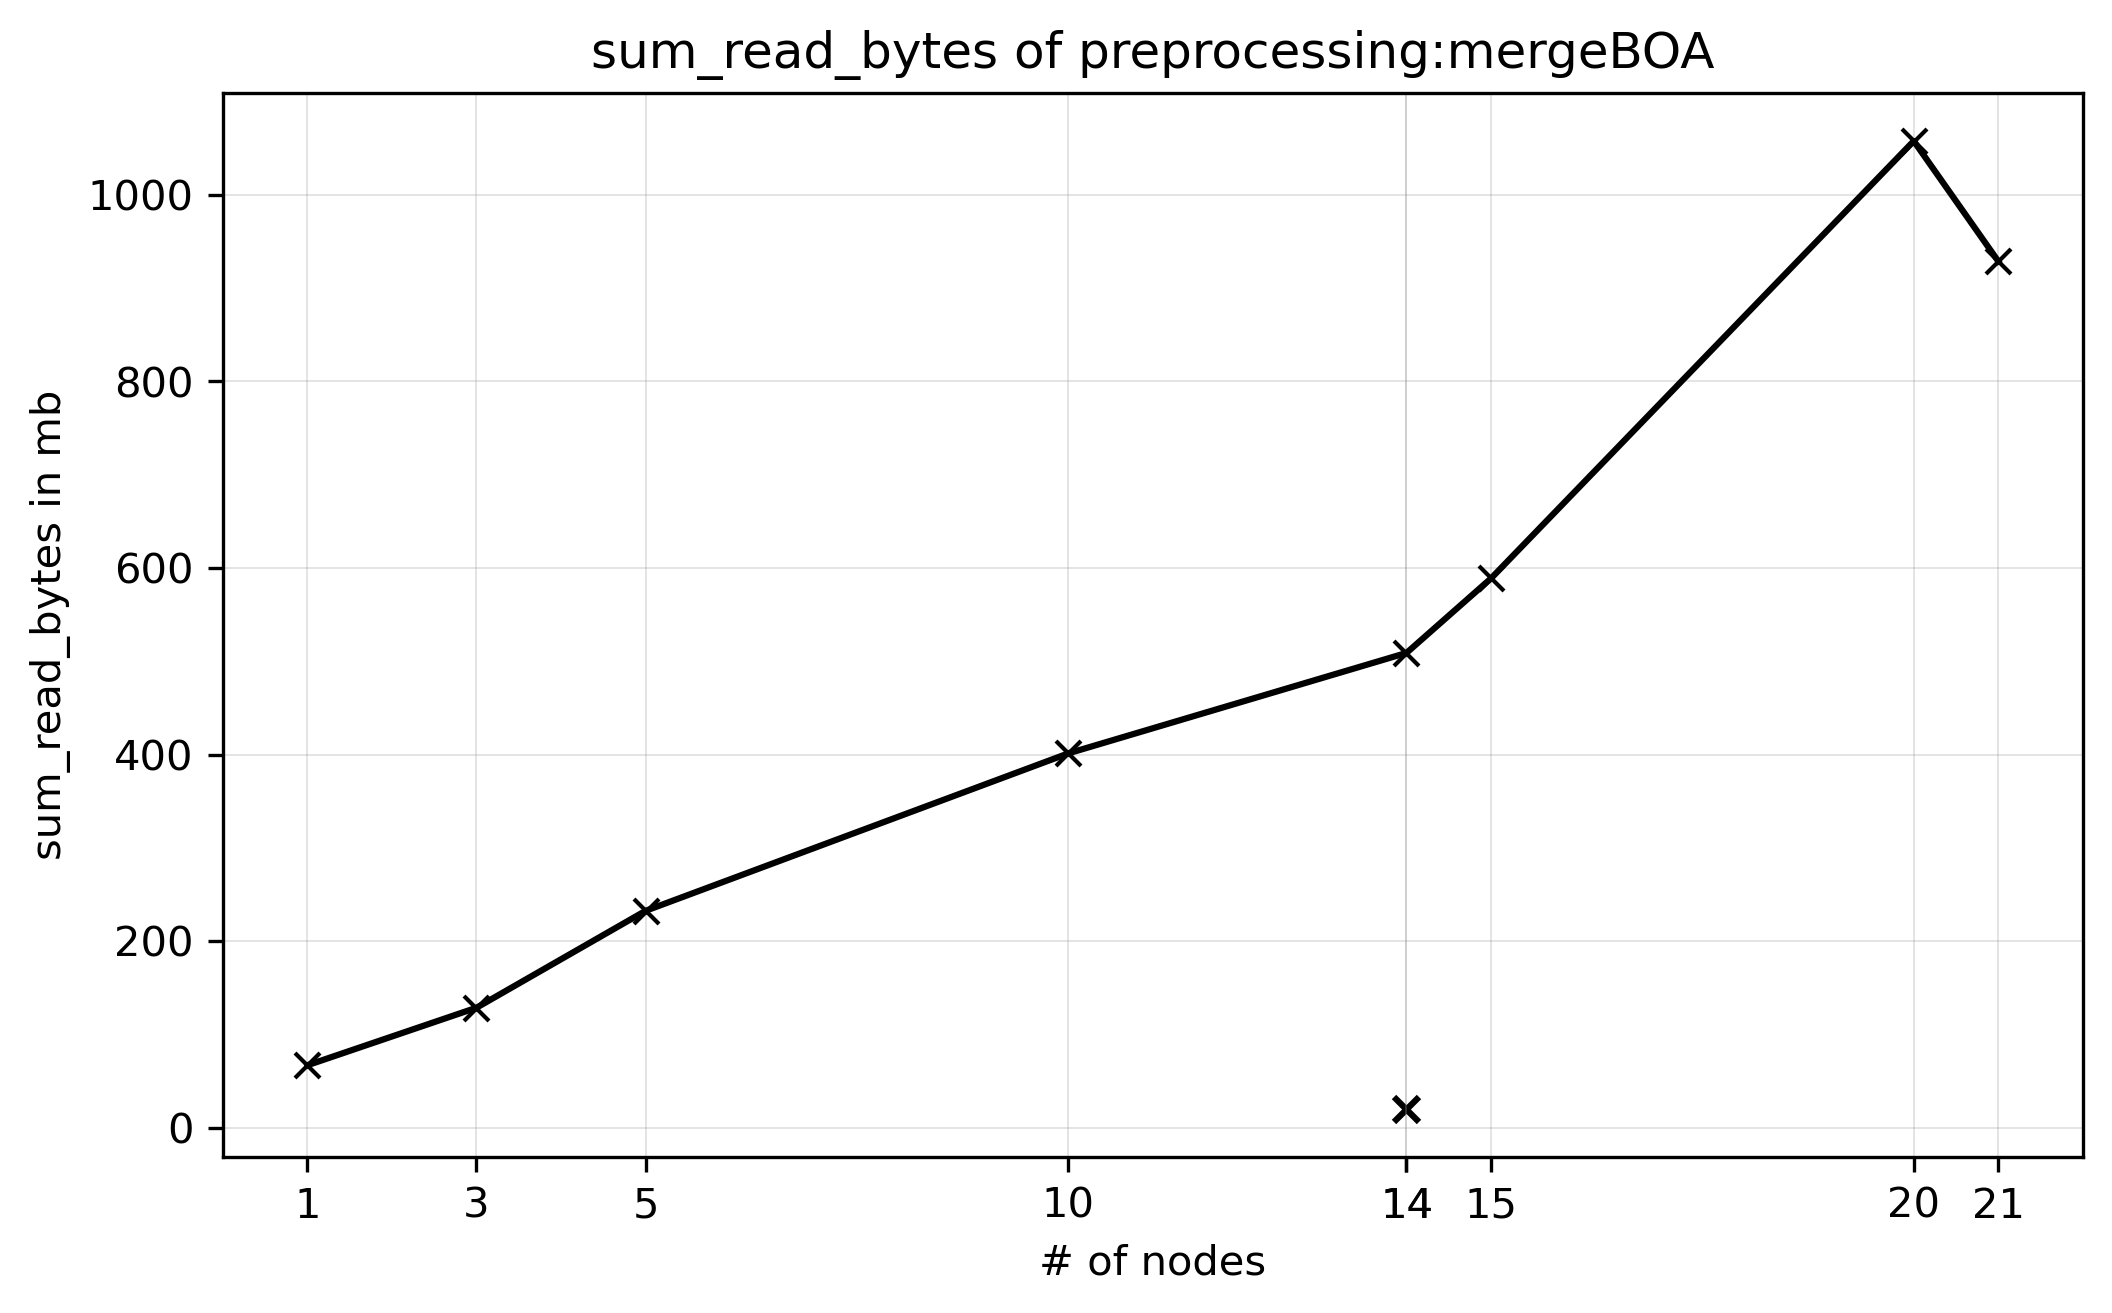 sum_read_bytes of preprocessing:mergeBOA
sum_read_bytes in mb
1000
800
600
400
200
0
1 3 5 10 14 15 20 21
# of nodes